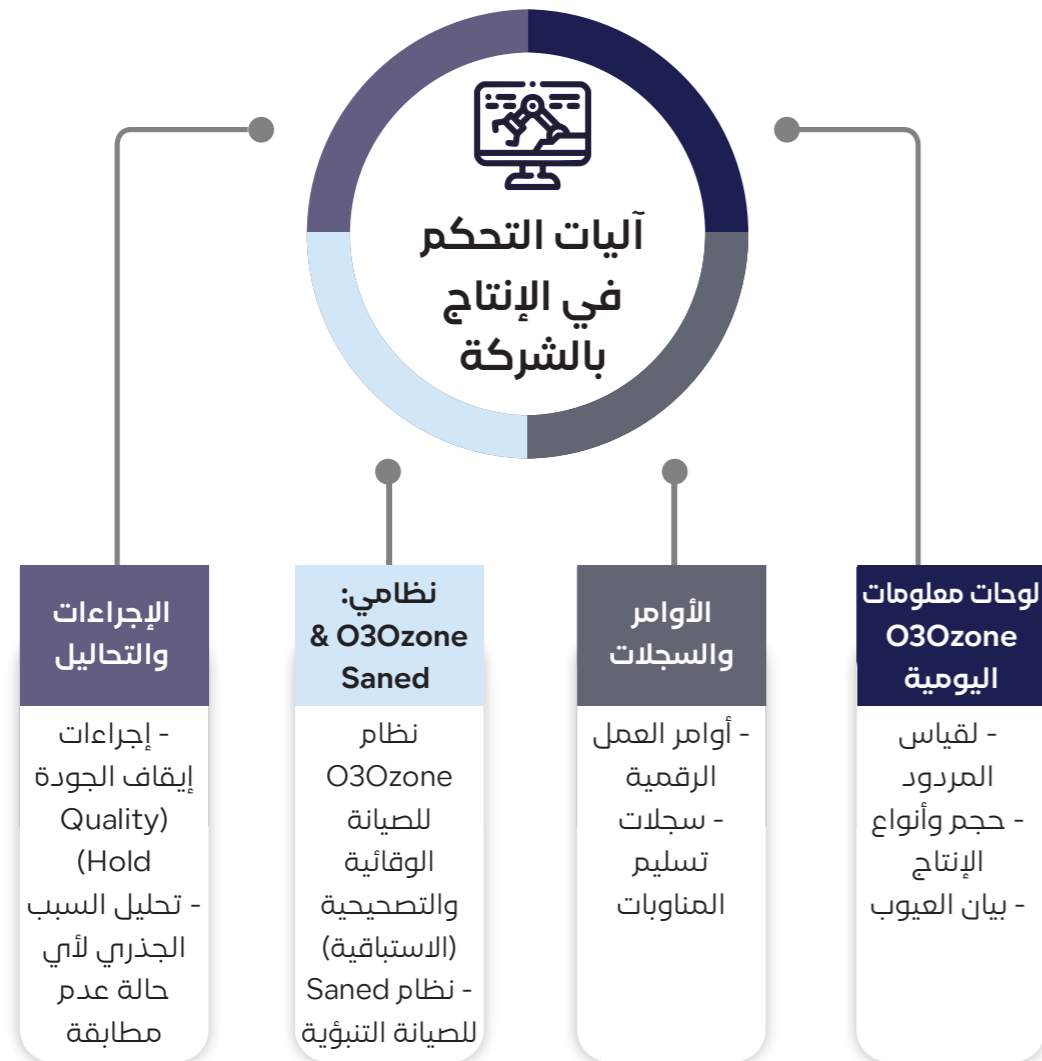 آليات التحكم
في الإنتاج
بالشركة
لوحات معلومات
O3Ozone
اليومية
- لقياس
المردود
- حجم وأنواع
الإنتاج
- بيان العيوب
الأوامر
والسجلات
- أوامر العمل
الرقمية
- سجلات
تسليم
المناوبات
نظامي:
O3Ozone &
Saned
نظام
O3Ozone
للصيانة
الوقائية
والتصحيحية
(الاستباقية)
- نظام Saned
للصيانة التنبؤية
الإجراءات
والتحاليل
- إجراءات
إيقاف الجودة
(Quality
Hold)
- تحليل السبب
الجذري لأي
حالة عدم
مطابقة